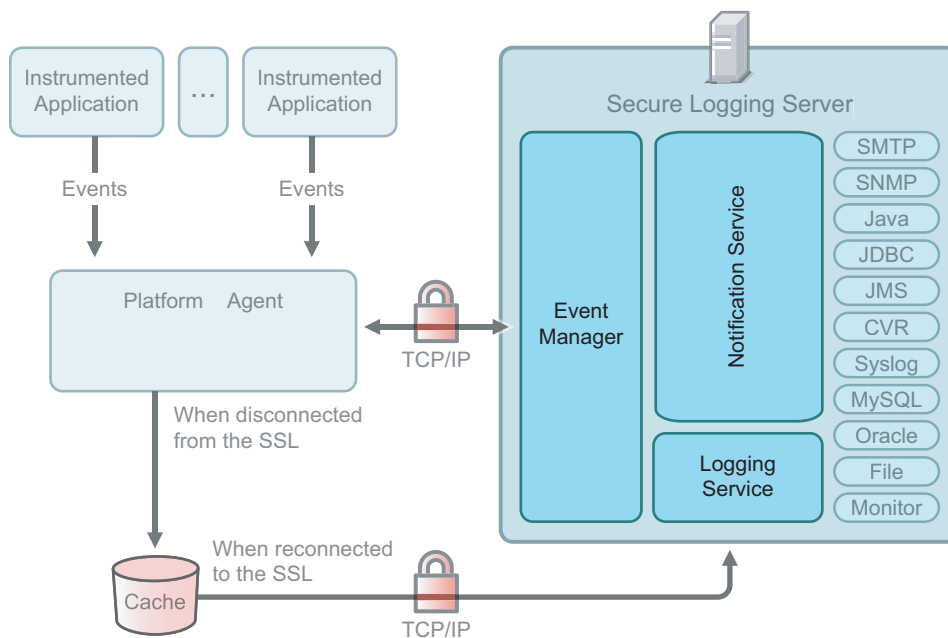 Instrumented
Application
...
Instrumented
Application
Events
Events
Platform Agent
TCP/IP
When disconnected
from the SSL
Cache
When reconnected
to the SSL
TCP/IP
Secure Logging Server
Event
Manager
Notification Service
Logging
Service
SMTP
SNMP
Java
JDBC
JMS
CVR
Syslog
MySQL
Oracle
File
Monitor